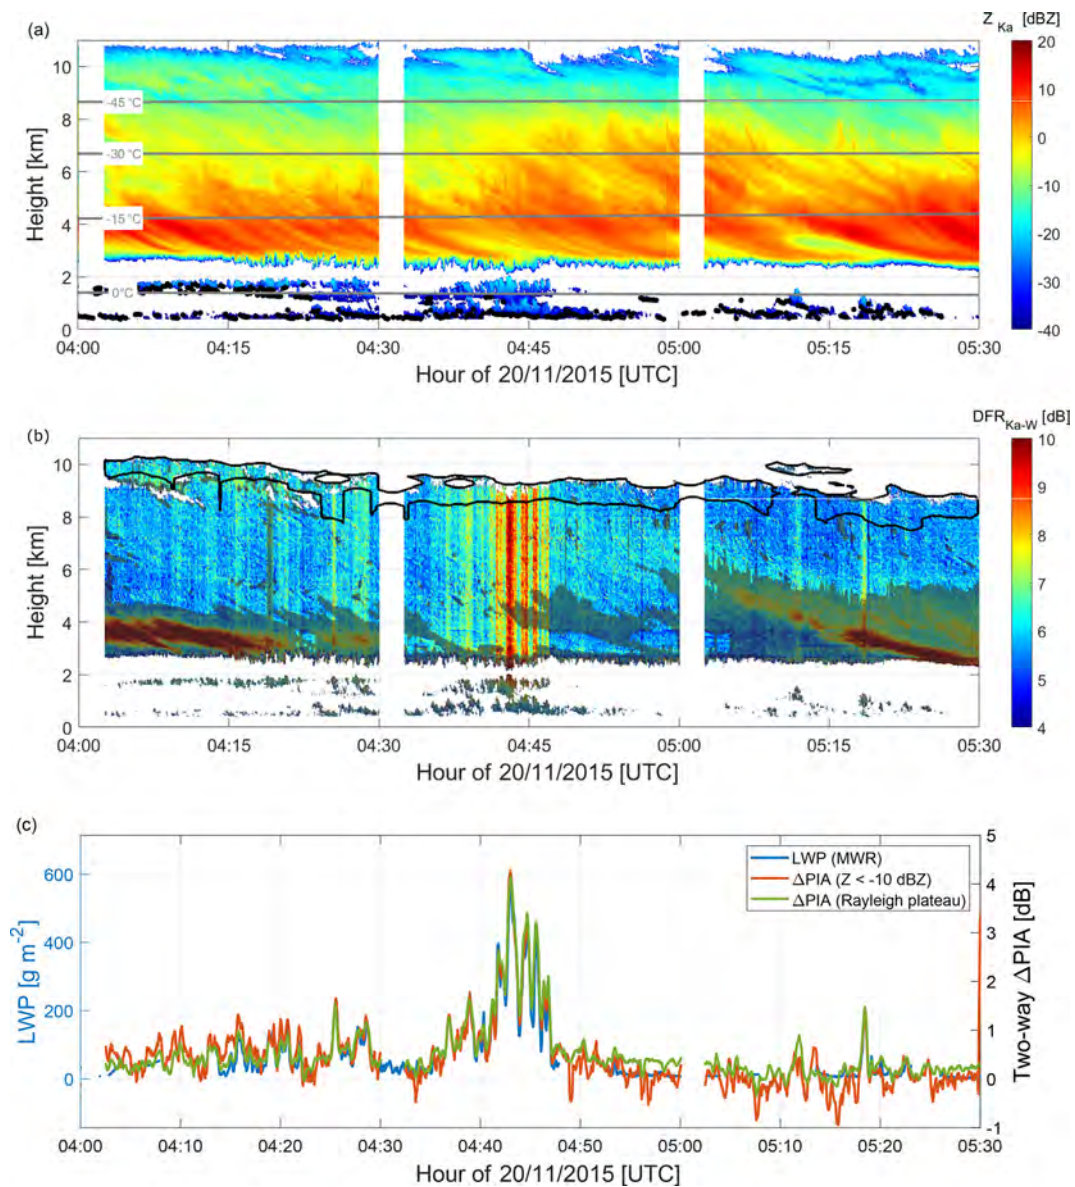 (a)
Z Ka [dBZ]
Height [km]
10
8
6
4
2
0
-45 °C
-30 °C
-15 °C
0°C
20
10
0
-10
-20
-30
-40
04:00 04:15 04:30 04:45 05:00 05:15 05:30
Hour of 20/11/2015 [UTC]
(b)
DFR Ka-W [dB]
Height [km]
10
8
6
4
2
0
10
9
8
7
6
5
4
04:00 04:15 04:30 04:45 05:00 05:15 05:30
Hour of 20/11/2015 [UTC]
(c)
LWP [g m-2]
600
400
200
0
LWP (MWR)
ΔPIA (Z < -10 dBZ)
ΔPIA (Rayleigh plateau)
5
4
3
2
1
0
-1
Two-way ΔPIA [dB]
04:00 04:10 04:20 04:30 04:40 04:50 05:00 05:10 05:20 05:30
Hour of 20/11/2015 [UTC]